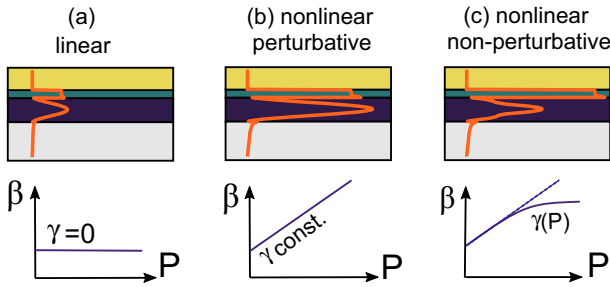 (a)
linear
(b) nonlinear
perturbative
(c) nonlinear
non-perturbative
β
γ=0
P
β
γ const.
P
β
γ(P)
P